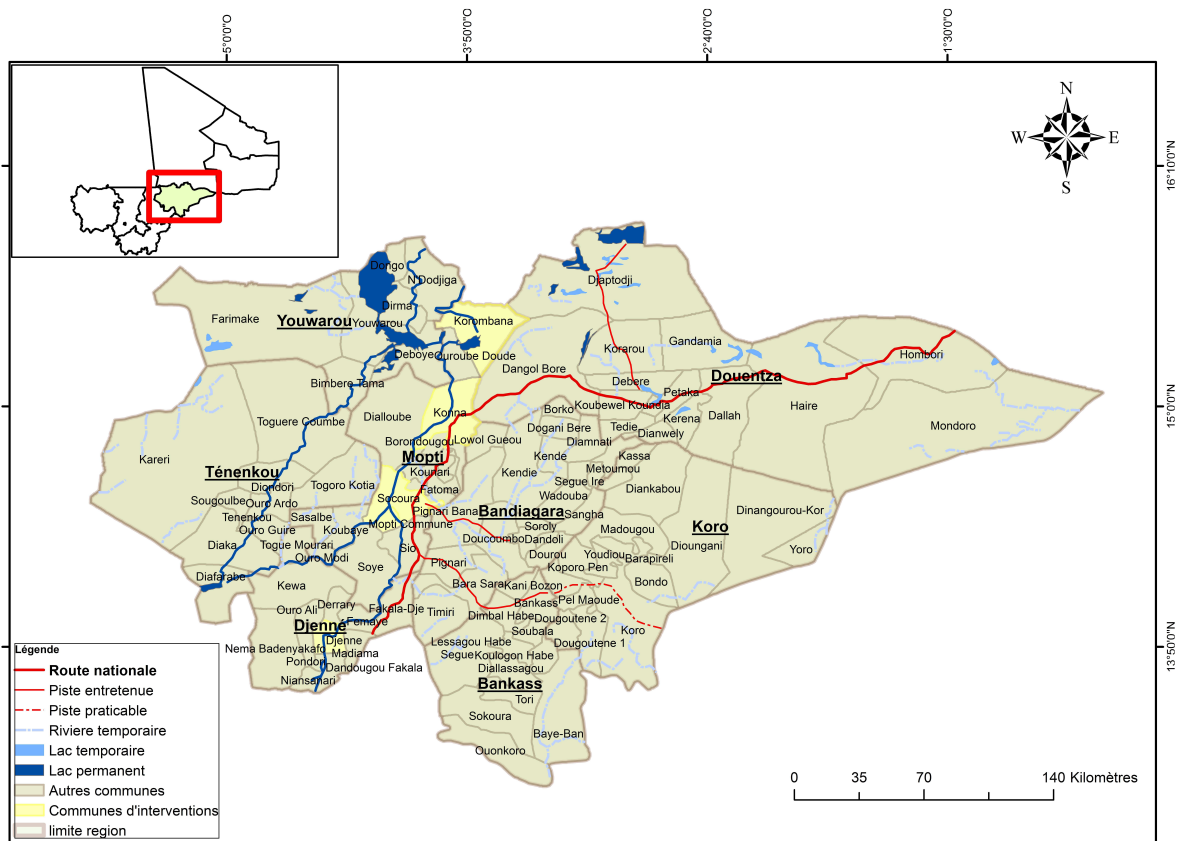 -5°0'0"O
-3°50'0"O
-2°40'0"O
-1°30'0"O
16°10'0"N
15°0'0"N
13°50'0"N
N
W
E
S
Dongo
N'Dodjiga
Dirma
Farimake
Youwarou
Youwarou
Korombana
Deboye
Ouroube Doude
Djaptodji
Gandamia
Korarou
Hombori
Dangol Bore
Debere
Douentza
Petaka
Bimbere Tama
Toguere Coumbe
Dialloube
Konna
Borko
Koubewel Koundia
Kerena
Dallah
Haire
Mondoro
Dogani Bere
Tedie
Dianwely
Diamnati
Borondougou
Lowol Gueou
Mopti
Kounari
Kende
Kassa
Metoumou
Kendie
Segue Ire
Diankabou
Wadouba
Kareri
Ténenkou
Diondori
Togoro Kotia
Fatoma
Socoura
Sougoulbe
Ouro Ardo
Pignari Bana
Bandiagara
Sangha
Dinangourou-Kor
Tenenkou
Sasalbe
Mopti Commune
Soroly
Koro
Madougou
Ouro Guire
Koubaye
Doucoumbo
Dandoli
Diaka
Togue Mourari
Sio
Dioungani
Yoro
Ouro Modi
Dourou
Youdiou
Barapireli
Pignari
Koporo Pen
Soye
Diafarabe
Kewa
Bara Sara
Kani Bozon
Bondo
Derrary
Ouro Ali
Fakala-Dje
Timiri
Bankass
Pel Maoude
Dimbal Habe
Dougoutene 2
Djenné
Femaye
Soubala
Koro
Djenne
Lessagou Habe
Dougoutene 1
Nema Badenyakafo
Madiama
Segue
Koulogon Habe
Pondori
Dandougou Fakala
Diallassagou
Niansanari
Bankass
Tori
Sokoura
Baye-Ban
Ouonkoro
Légende
Route nationale
Piste entretenue
Piste praticable
Riviere temporaire
Lac temporaire
Lac permanent
Autres communes
Communes d'interventions
limite region
0 35 70 140 Kilomètres